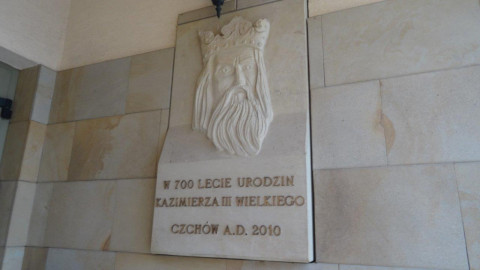 W 700 LECIE URODZIN
KAZIMIERZA III WIELKIEGO
CZCHÓW A.D. 2010